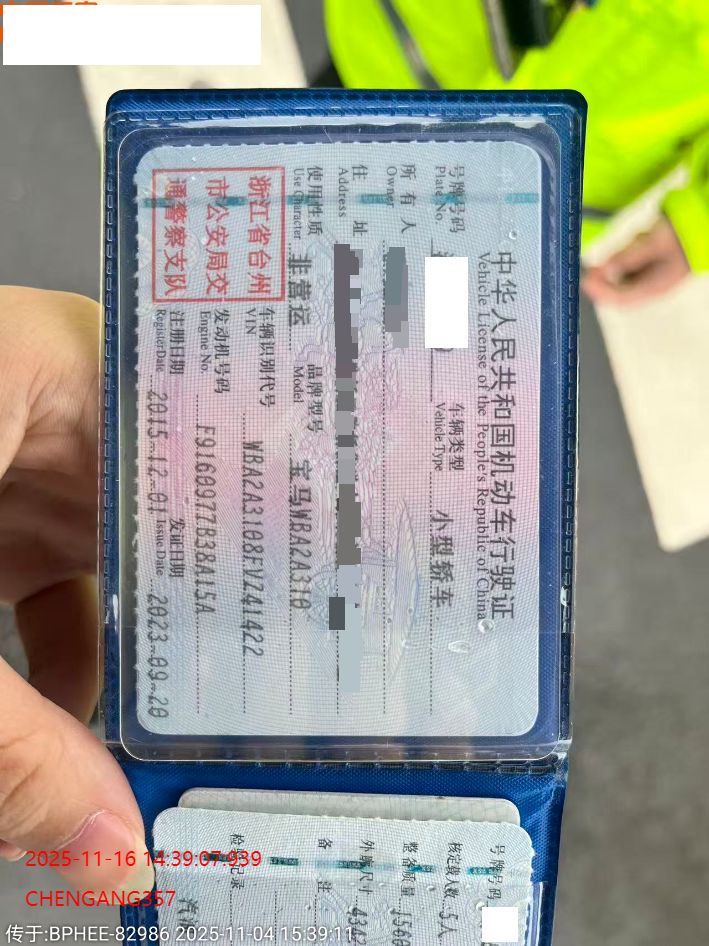 中华人民共和国机动车行驶证
Vehicle License of the People's Republic of China
号牌号码
Plate No.
车辆类型
Vehicle Type
小型轿车
所有人
Owner
住址
Address
使用性质
Use Character
非营运
品牌型号
Model
宝马WBA2A310
浙江省台州
市公安局交
通警察支队
车辆识别代号
VIN
WBA2A3108FVZ41422
发动机号码
Engine No.
F9160977B38A15A
注册日期
Register Date
2015-12-01
发证日期
Issue Date
2023-09-20
号牌号码
核定载人数
5人
整备质量
外廓尺寸
备注
检验记录
2025-11-16 14:39:07.939
CHENGANG357
传于:BPHEE-82986 2025-11-04 15:39:11